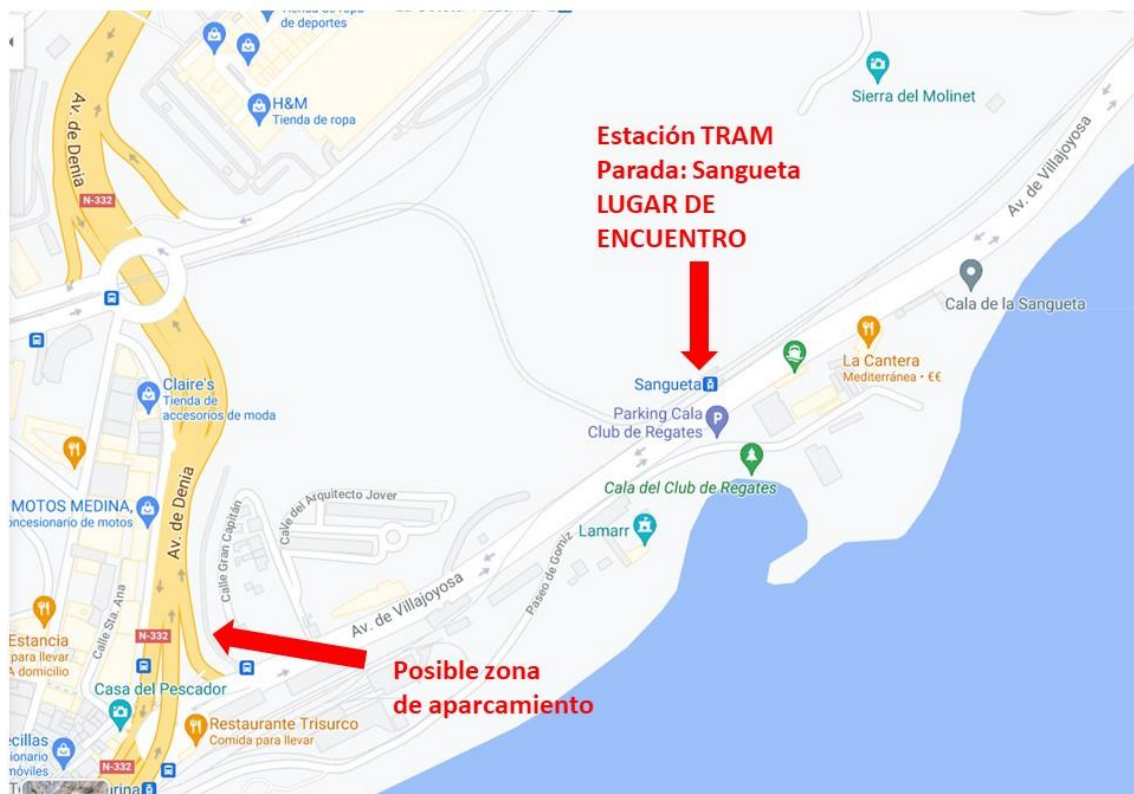 Tienda de ropa
de deportes
H&M
Tienda de ropa
Av. de Denia
N-332
Sierra del Molinet
Estación TRAM
Parada: Sangueta
LUGAR DE
ENCUENTRO
Av. de Villajoyosa
Cala de la Sangueta
La Cantera
Mediterránea • €€
Sangueta
Parking Cala
Club de Regates
P
Cala del Club de Regates
Lamarr
Claire's
Tienda de
accesorios de moda
MOTOS MEDINA,
concesionario de motos
Av. de Denia
Calle Gran Capitán
Calle del Arquitecto Jover
Paseo de Gomiz
Av. de Villajoyosa
Calle Sta. Ana
N-332
Estancia
para llevar
A domicilio
Casa del Pescador
Restaurante Trisurco
Comida para llevar
Posible zona
de aparcamiento
N-332